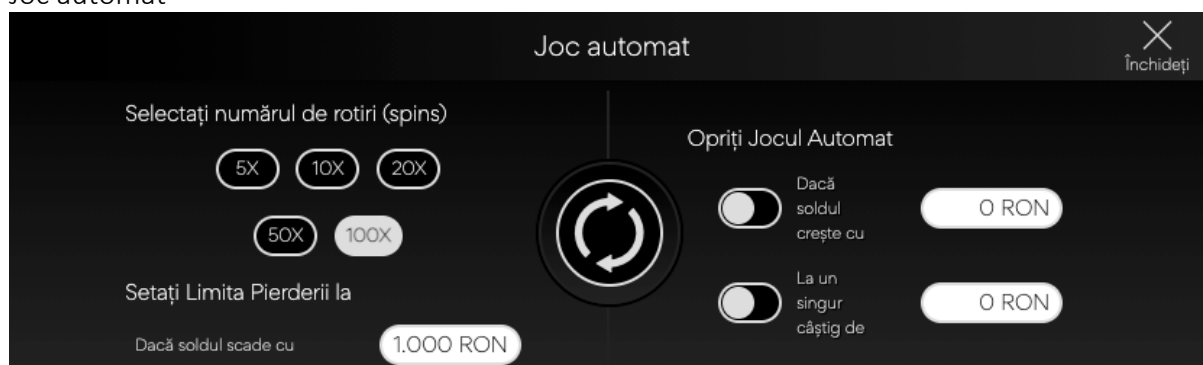 Joc automat
Închideți
Selectați numărul de rotiri (spins)
5X 10X 20X
50X 100X
Setați Limita Pierderii la
Dacă soldul scade cu 1.000 RON
Opriți Jocul Automat
Dacă
soldul
crește cu
0 RON
La un
singur
câștig de
0 RON